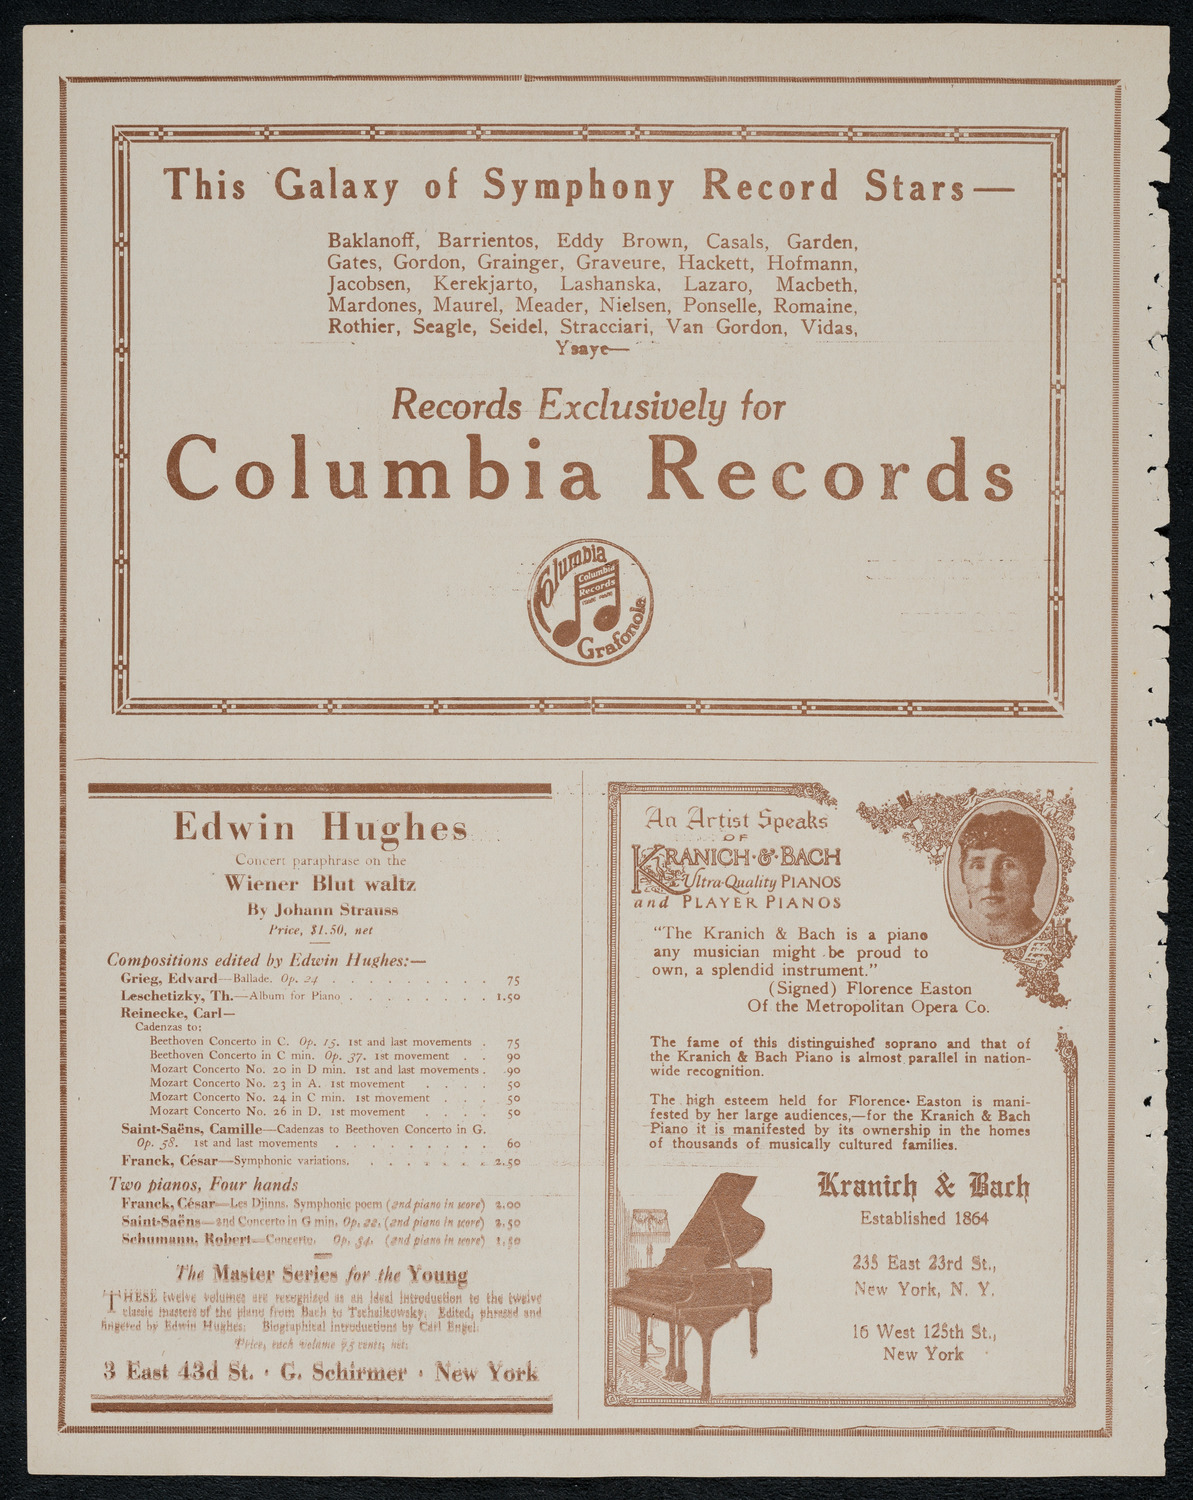 This Galaxy of Symphony Record Stars—
Baklanoff, Barrientos, Eddy Brown, Casals, Garden,
Gates, Gordon, Grainger, Graveure, Hackett, Hofmann,
Jacobsen, Kerekjarto, Lashanska, Lazaro, Macbeth,
Mardones, Maurel, Meader, Nielsen, Ponselle, Romaine,
Rothier, Seagle, Seidel, Stracciari, Van Gordon, Vidas,
Ysaye—
Records Exclusively for
Columbia Records
Columbia
Columbia
Records
Grafonola
Edwin Hughes
Concert paraphrase on the
Wiener Blut waltz
By Johann Strauss
Price, $1.50, net
Compositions edited by Edwin Hughes:—
Grieg, Edvard—Ballade. Op. 24 . . . . . . . . . . 75
Leschetizky, Th.—Album for Piano . . . . . . . . 1.50
Reinecke, Carl—
Cadenzas to:
Beethoven Concerto in C. Op. 15. 1st and last movements . 75
Beethoven Concerto in C min. Op. 37. 1st movement . . 90
Mozart Concerto No. 20 in D min. 1st and last movements . .90
Mozart Concerto No. 23 in A. 1st movement . . . . 50
Mozart Concerto No. 24 in C min. 1st movement . . . 50
Mozart Concerto No. 26 in D. 1st movement . . . . 50
Saint-Saëns, Camille—Cadenzas to Beethoven Concerto in G.
Op. 58. 1st and last movements . . . . . . . . . . 60
Franck, César—Symphonic variations. . . . . . . . 2.50
Two pianos, Four hands
Franck, César—Les Djinns. Symphonic poem (2nd piano in score) 2.00
Saint-Saëns—2nd Concerto in G min. Op. 22. (2nd piano in score) 2.50
Schumann, Robert—Concerto. Op. 54. (2nd piano in score) 1.50
The Master Series for the Young
THESE twelve volumes are recognized as an ideal introduction to the twelve
classic masters of the piano from Bach to Tschaikowsky. Edited, phrased and
fingered by Edwin Hughes. Biographical introductions by Carl Engel.
Price, each volume 75 cents, net.
3 East 43d St. · G. Schirmer · New York
An Artist Speaks
OF
KRANICH·&·BACH
Ultra-Quality PIANOS
and PLAYER PIANOS
"The Kranich & Bach is a piano
any musician might be proud to
own, a splendid instrument."
(Signed) Florence Easton
Of the Metropolitan Opera Co.
The fame of this distinguished soprano and that of
the Kranich & Bach Piano is almost parallel in nation-
wide recognition.
The high esteem held for Florence Easton is mani-
fested by her large audiences,—for the Kranich & Bach
Piano it is manifested by its ownership in the homes
of thousands of musically cultured families.
Kranich & Bach
Established 1864
235 East 23rd St.,
New York, N. Y.
16 West 125th St.,
New York